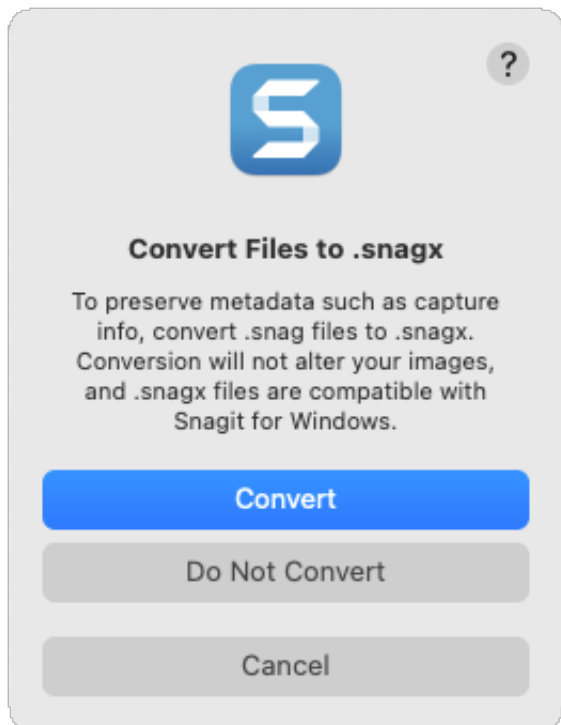 ?
S
Convert Files to .snagx
To preserve metadata such as capture
info, convert .snag files to .snagx.
Conversion will not alter your images,
and .snagx files are compatible with
Snagit for Windows.
Convert
Do Not Convert
Cancel